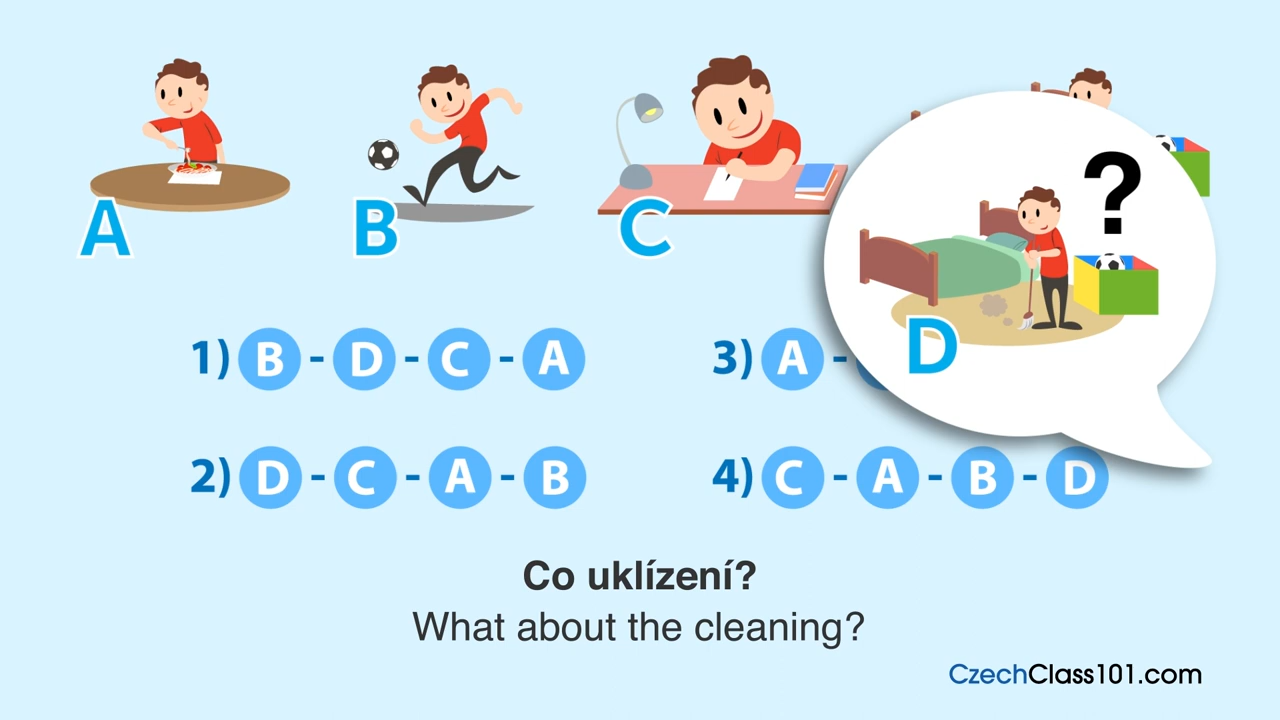 A
B
C
?
D
1) B - D - C - A
3) A -
2) D - C - A - B
4) C - A - B - D
Co uklízení?
What about the cleaning?
CzechClass101.com